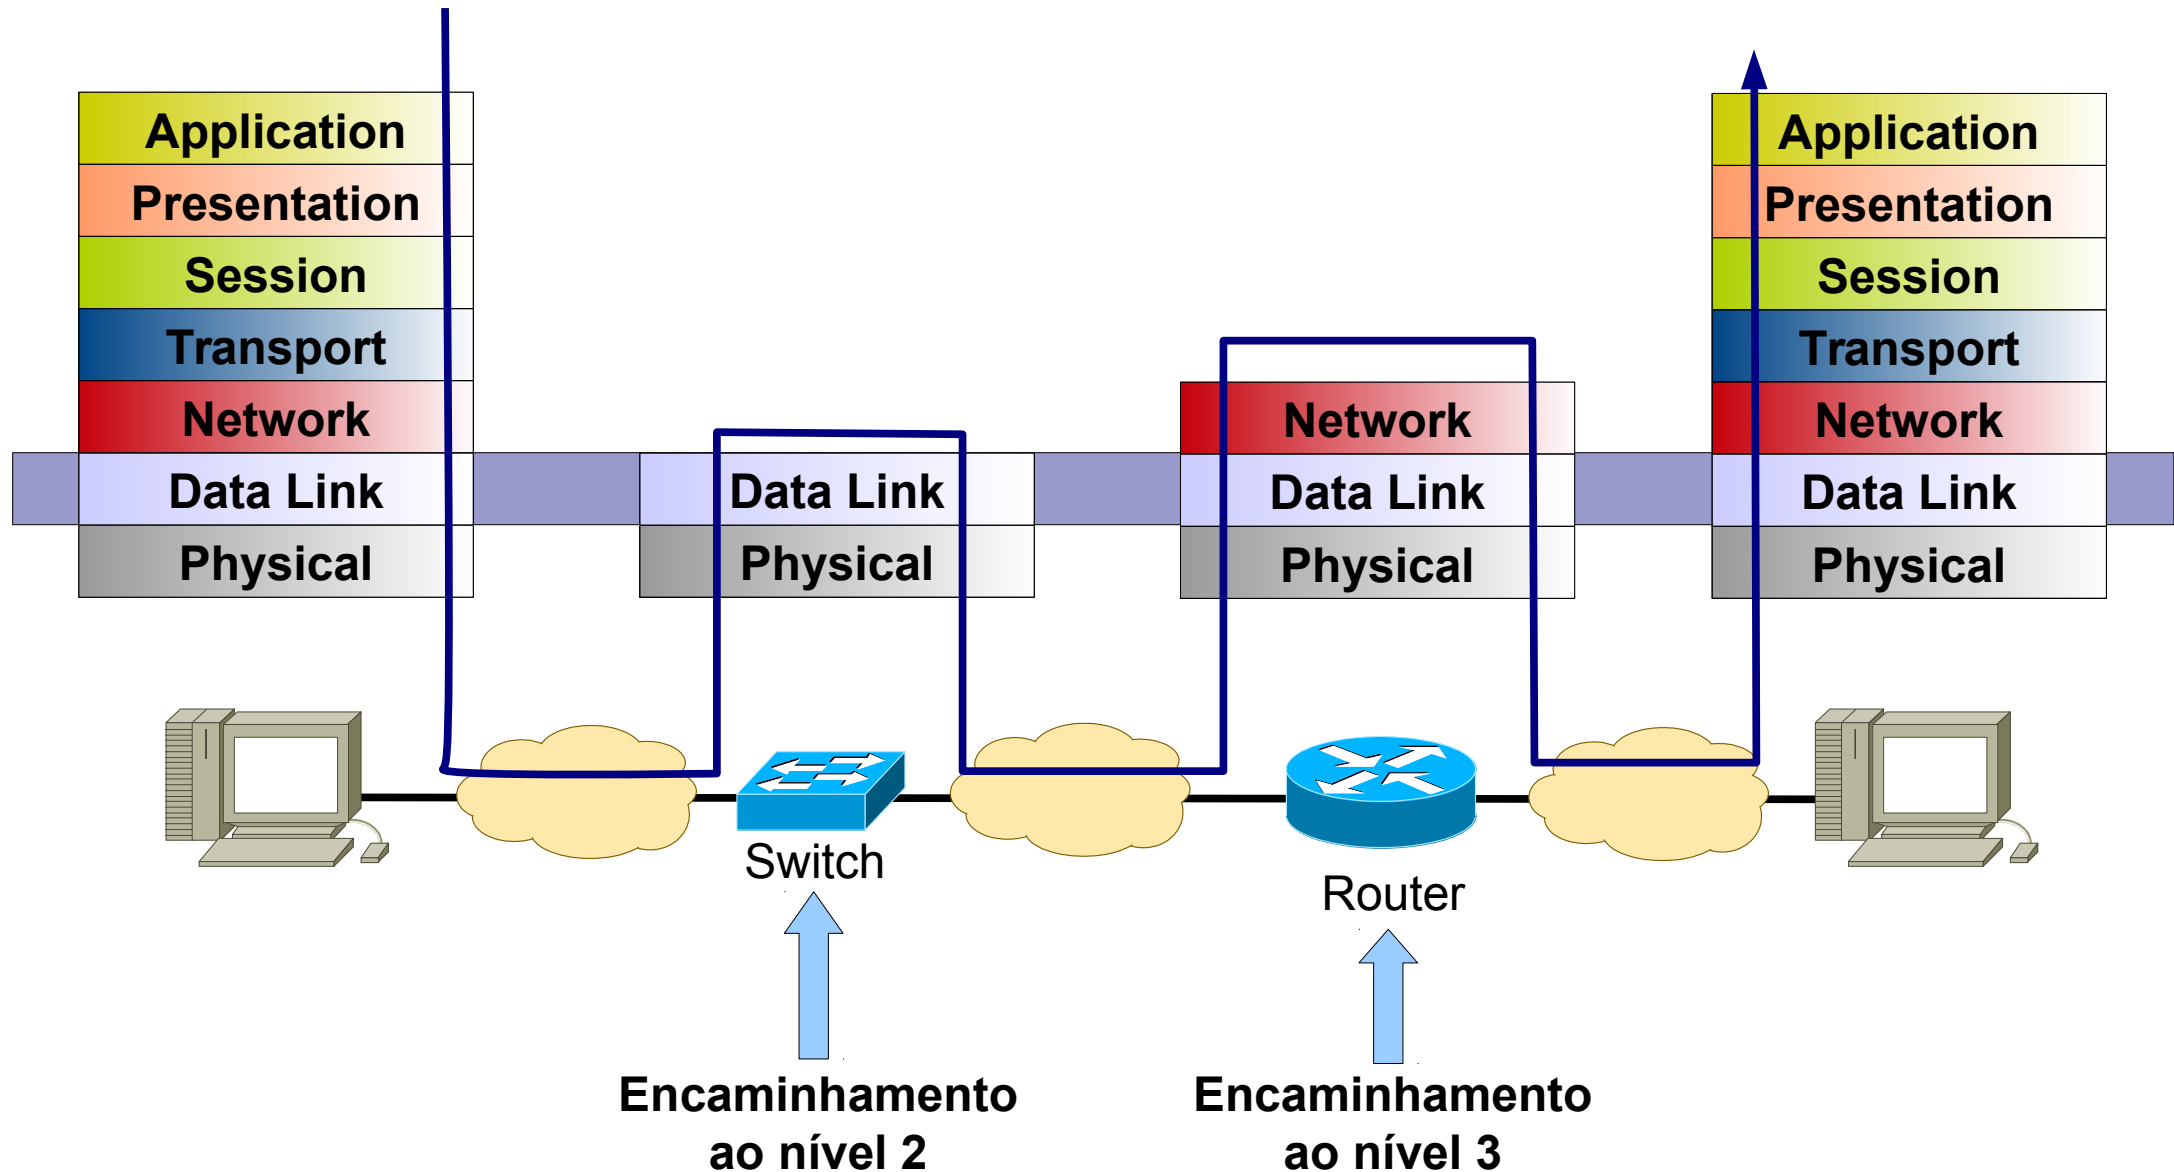 Application
Presentation
Session
Transport
Network
Data Link
Physical
Data Link
Physical
Network
Data Link
Physical
Application
Presentation
Session
Transport
Network
Data Link
Physical
Switch
Router
Encaminhamento
ao nível 2
Encaminhamento
ao nível 3